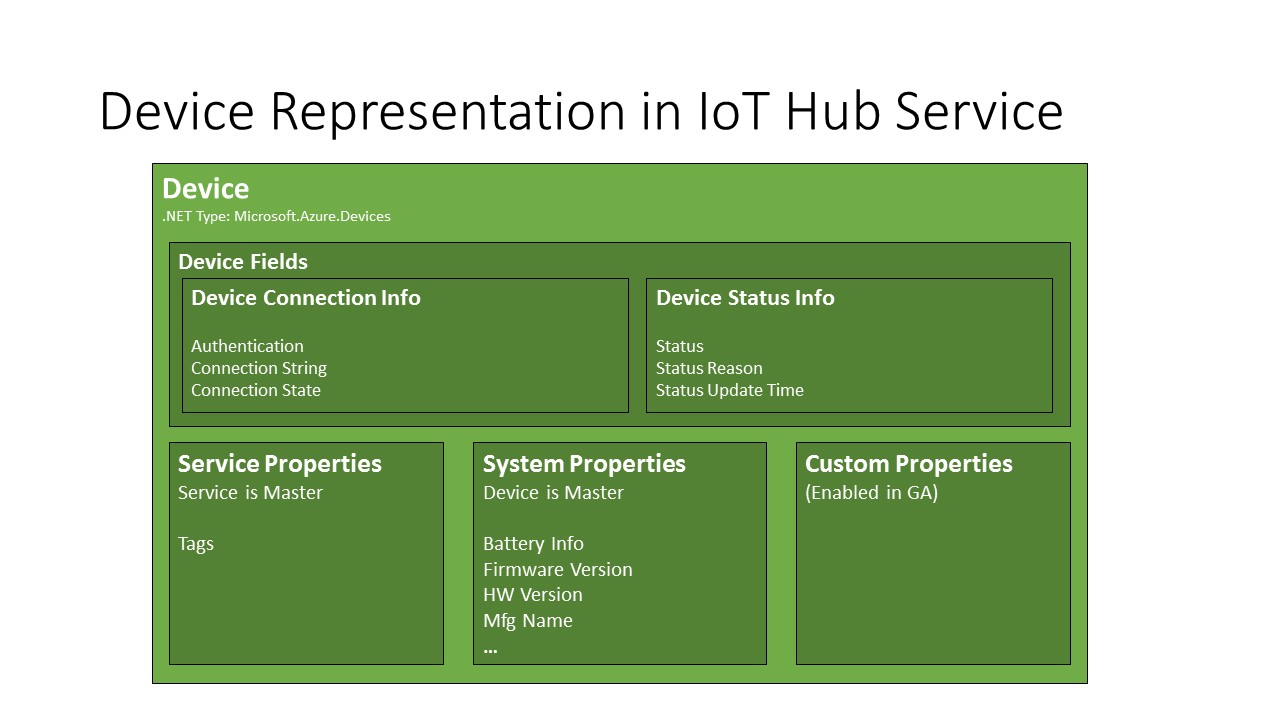 Device Representation in IoT Hub Service
Device
.NET Type: Microsoft.Azure.Devices
Device Fields
Device Connection Info
Authentication
Connection String
Connection State
Device Status Info
Status
Status Reason
Status Update Time
Service Properties
Service is Master
Tags
System Properties
Device is Master
Battery Info
Firmware Version
HW Version
Mfg Name
...
Custom Properties
(Enabled in GA)